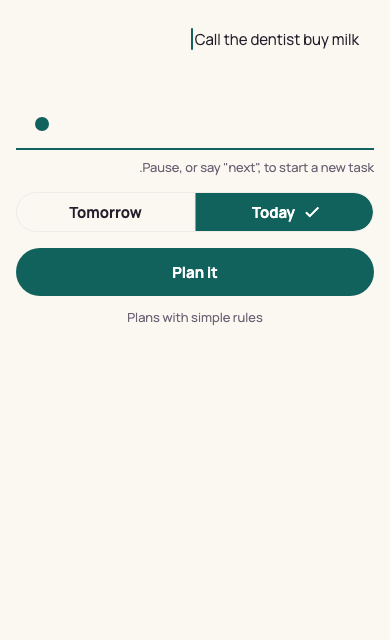 Call the dentist buy milk
.Pause, or say "next", to start a new task
Today
Tomorrow
Plan it
Plans with simple rules